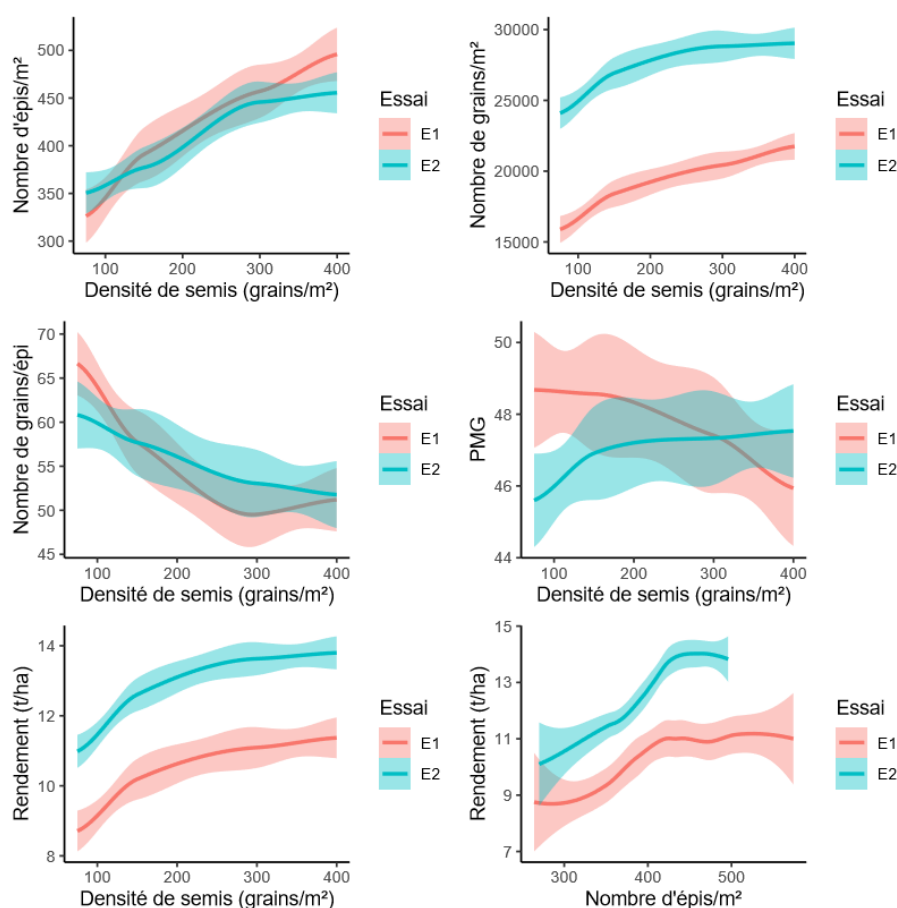 Nombre d'épis/m²
500
450
400
350
300
100
200
300
400
Densité de semis (grains/m²)
Essai
E1
E2
Nombre de grains/m²
30000
25000
20000
15000
100
200
300
400
Densité de semis (grains/m²)
Essai
E1
E2
Nombre de grains/épi
70
65
60
55
50
45
100
200
300
400
Densité de semis (grains/m²)
Essai
E1
E2
PMG
50
48
46
44
100
200
300
400
Densité de semis (grains/m²)
Essai
E1
E2
Rendement (t/ha)
14
12
10
8
100
200
300
400
Densité de semis (grains/m²)
Essai
E1
E2
Rendement (t/ha)
15
13
11
9
7
300
400
500
Nombre d'épis/m²
Essai
E1
E2